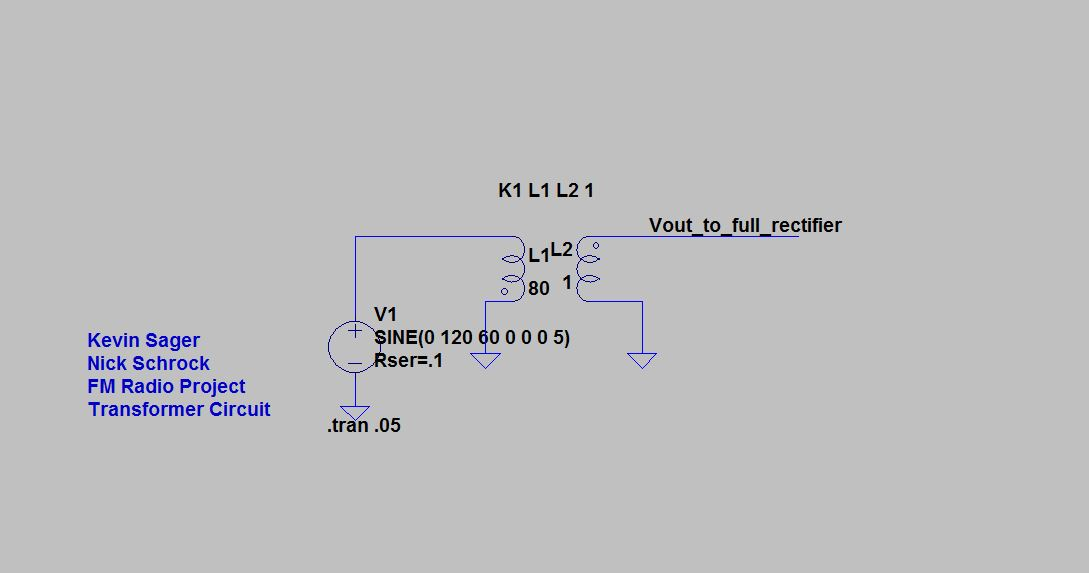 K1 L1 L2 1
Vout_to_full_rectifier
L1
L2
80
1
V1
SINE(0 120 60 0 0 0 5)
Rser=.1
Kevin Sager
Nick Schrock
FM Radio Project
Transformer Circuit
.tran .05